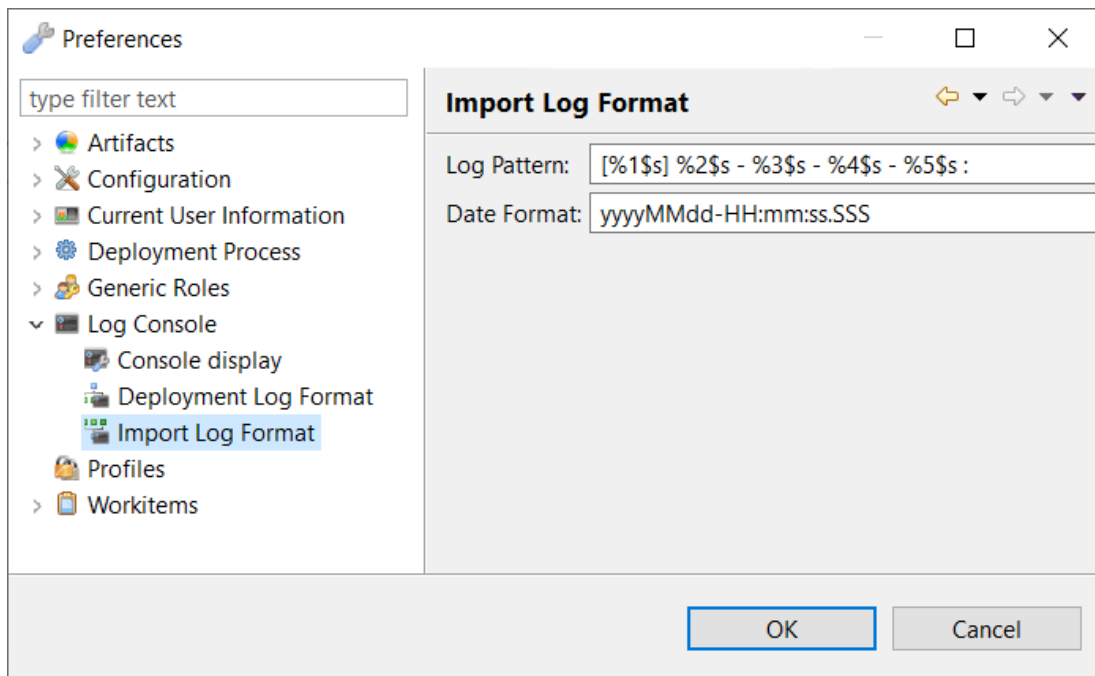 Preferences
type filter text
Artifacts
Configuration
Current User Information
Deployment Process
Generic Roles
Log Console
Console display
Deployment Log Format
Import Log Format
Profiles
Workitems
Import Log Format
Log Pattern: [%1$s] %2$s - %3$s - %4$s - %5$s :
Date Format: yyyyMMdd-HH:mm:ss.SSS
OK
Cancel